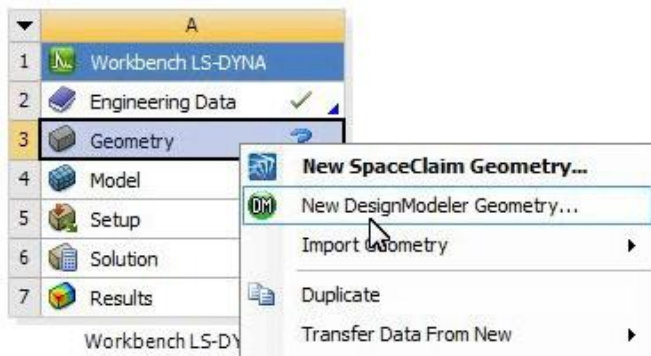 A
1 Workbench LS-DYNA
2 Engineering Data
3 Geometry
4 Model
5 Setup
6 Solution
7 Results
Workbench LS-DY
New SpaceClaim Geometry...
DM New DesignModeler Geometry...
Import Geometry
Duplicate
Transfer Data From New